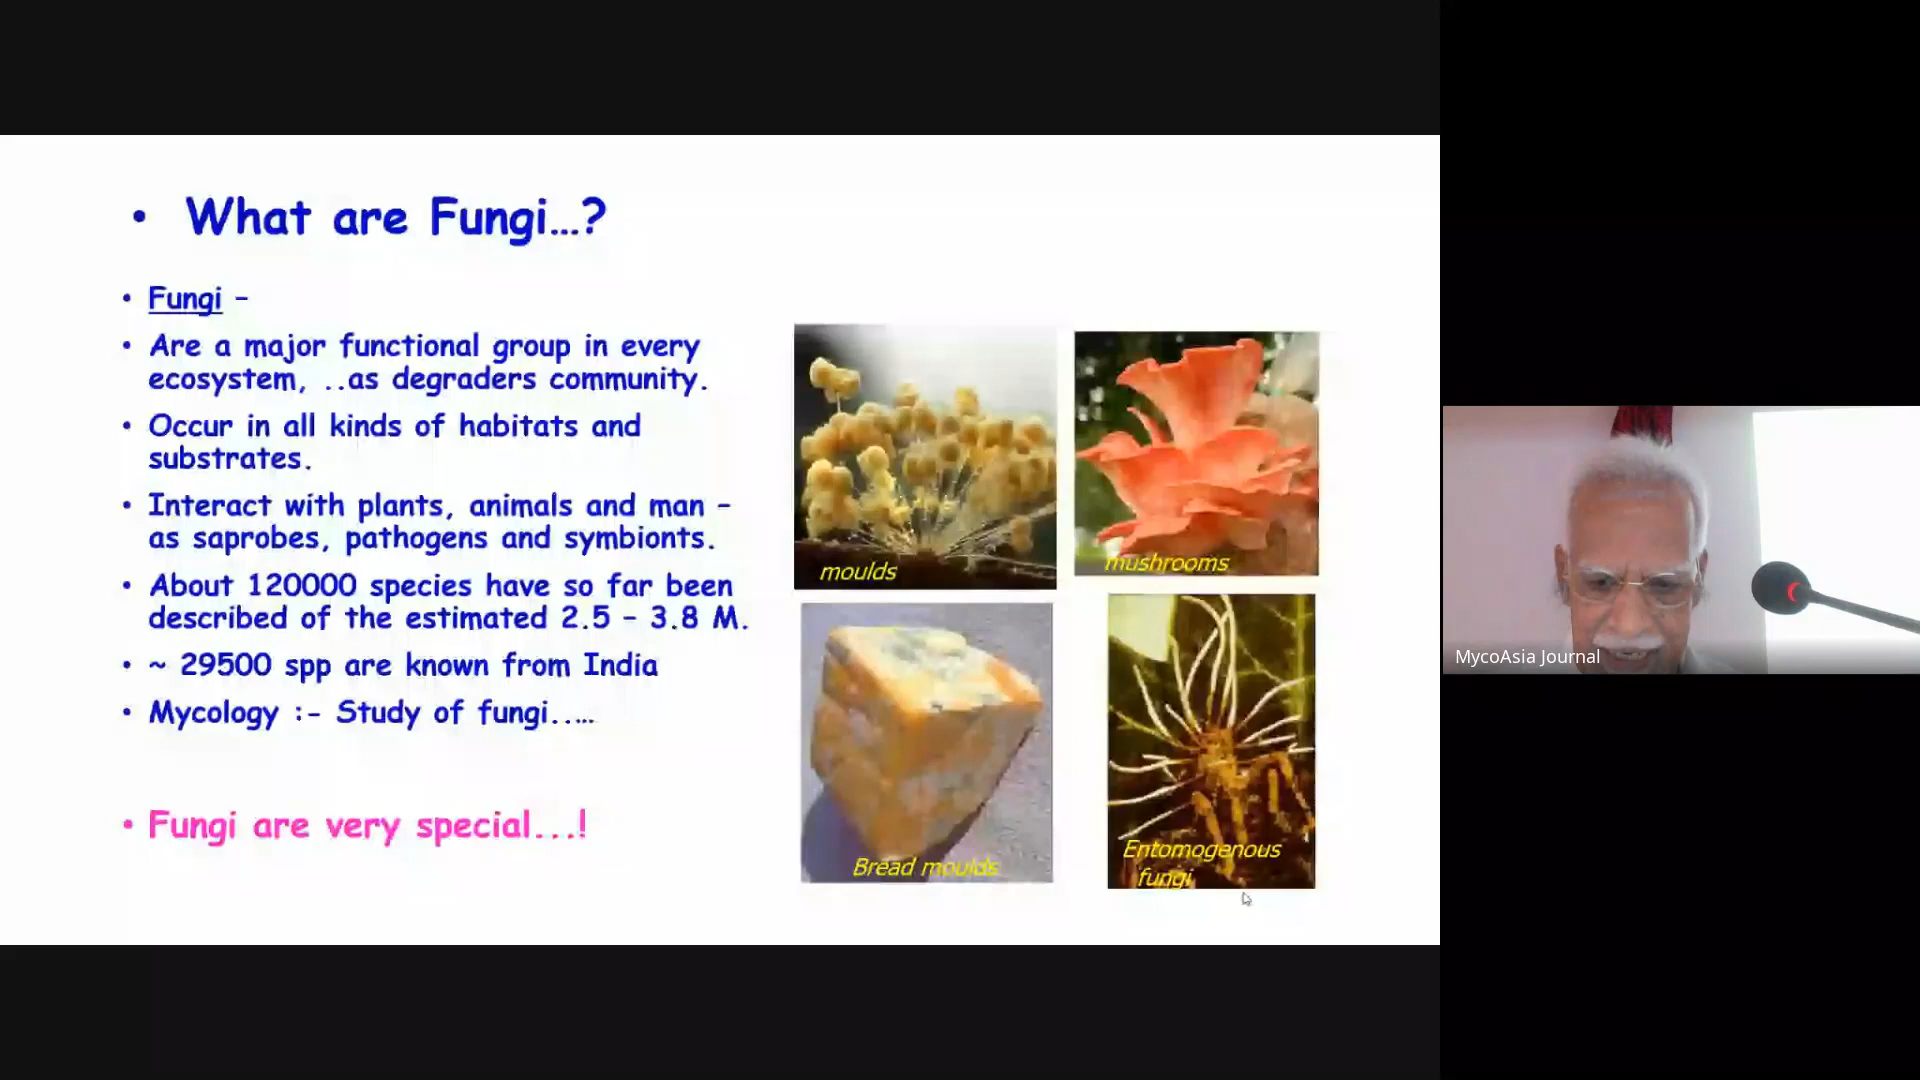 • What are Fungi...?
• Fungi –
• Are a major functional group in every
ecosystem, ..as degraders community.
• Occur in all kinds of habitats and
substrates.
• Interact with plants, animals and man –
as saprobes, pathogens and symbionts.
• About 120000 species have so far been
described of the estimated 2.5 – 3.8 M.
• ~ 29500 spp are known from India
• Mycology :- Study of fungi.....
• Fungi are very special...!
moulds
mushrooms
Bread moulds
Entomogenous
fungi
MycoAsia Journal